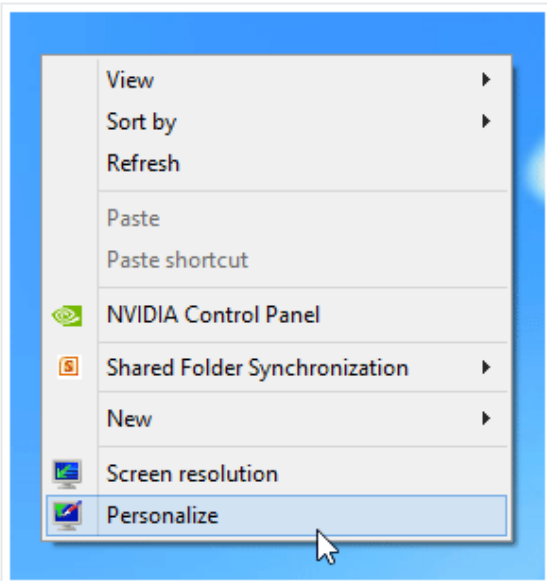 View
Sort by
Refresh
Paste
Paste shortcut
NVIDIA Control Panel
Shared Folder Synchronization
New
Screen resolution
Personalize